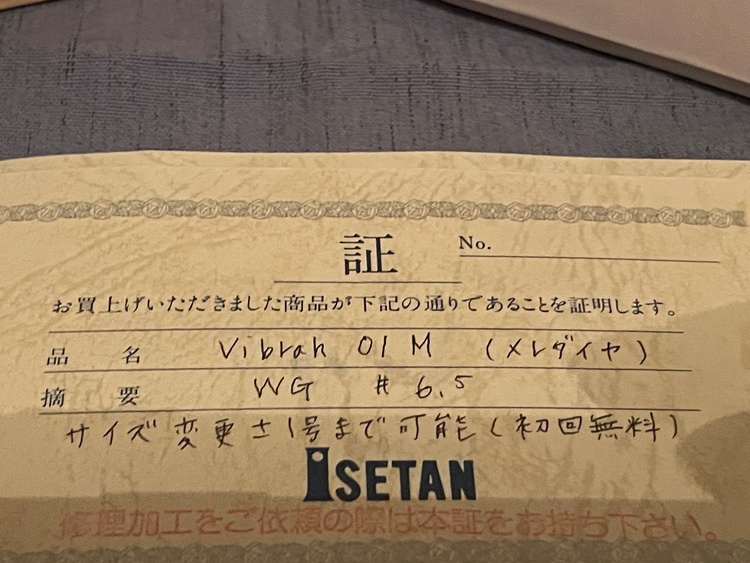 証 No.
お買上げいただきました商品が下記の通りであることを証明します。
品 名 Vibrah 01 M (メレダイヤ)
摘 要 WG # 6.5
サイズ変更±1号まで可能(初回無料)
ISETAN
修理加工をご依頼の際は本証をお持ち下さい。